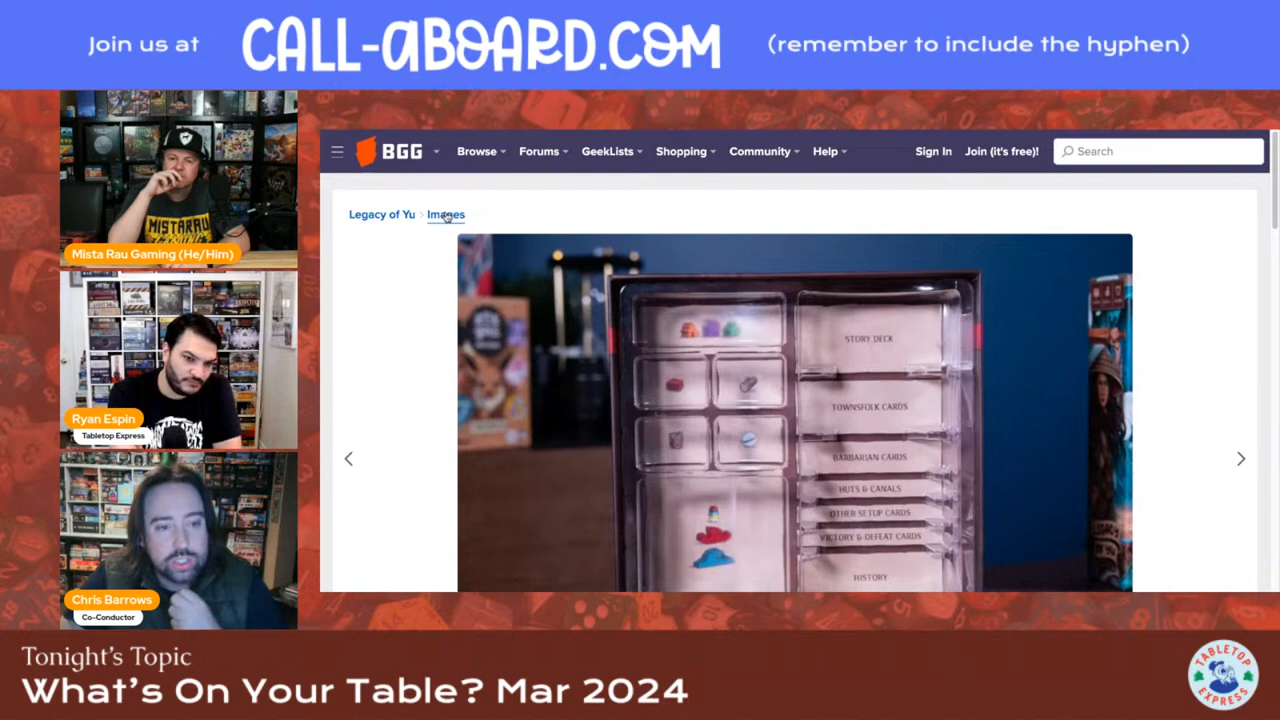 Join us at CALL-aBOARD.COM (remember to include the hyphen)
MISTARRAU
Mista Rau Gaming (He/Him)
Ryan Espin
Tabletop Express
Chris Barrows
Co-Conductor
BGG Browse Forums GeekLists Shopping Community Help Sign In Join (it's free)! Search
Legacy of Yu > Images
STORY DECK
TOWNSFOLK CARDS
BARBARIAN CARDS
HUTS & CANALS
OTHER SETUP CARDS
VICTORY & DEFEAT CARDS
HISTORY
Tonight's Topic
What's On Your Table? Mar 2024
TABLETOP
EXPRESS